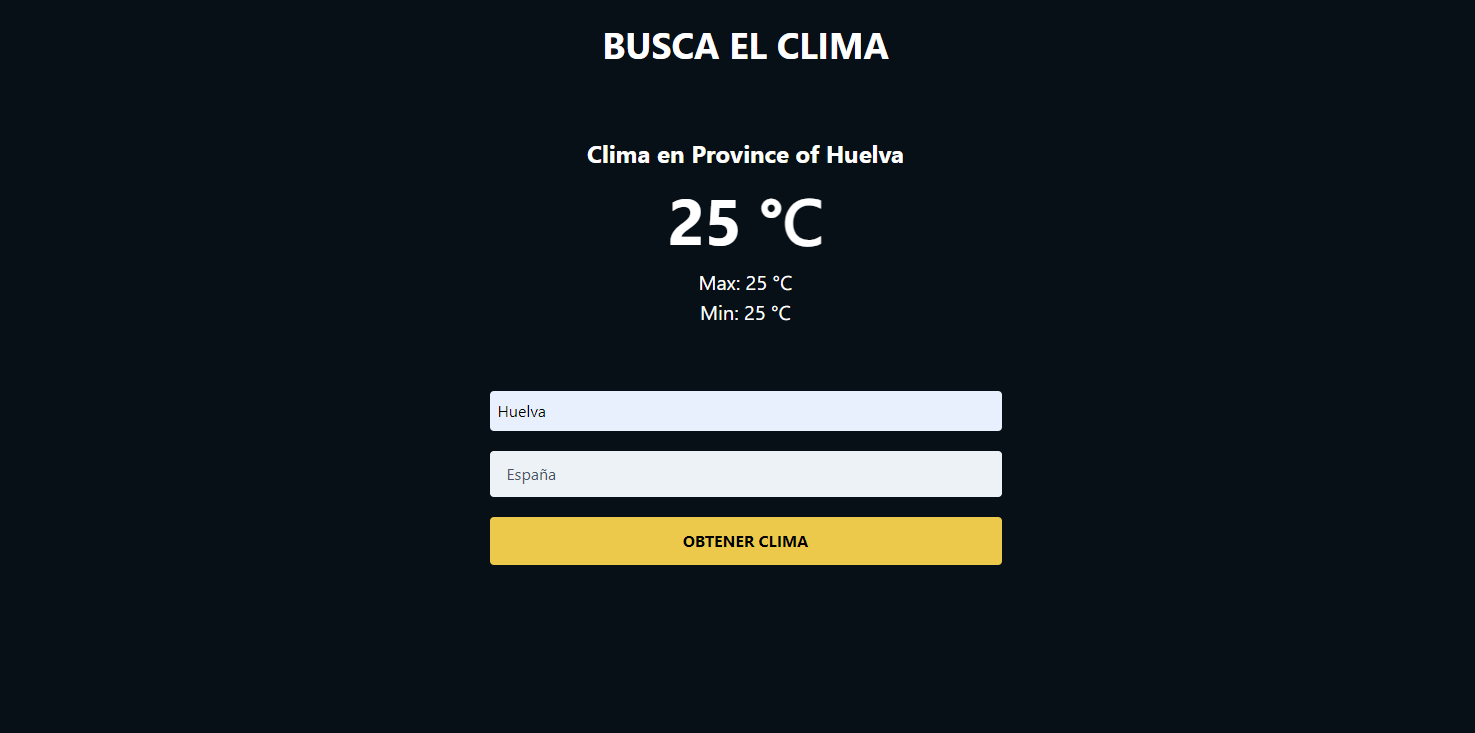 BUSCA EL CLIMA
Clima en Province of Huelva
25 °C
Max: 25 °C
Min: 25 °C
Huelva
España
OBTENER CLIMA